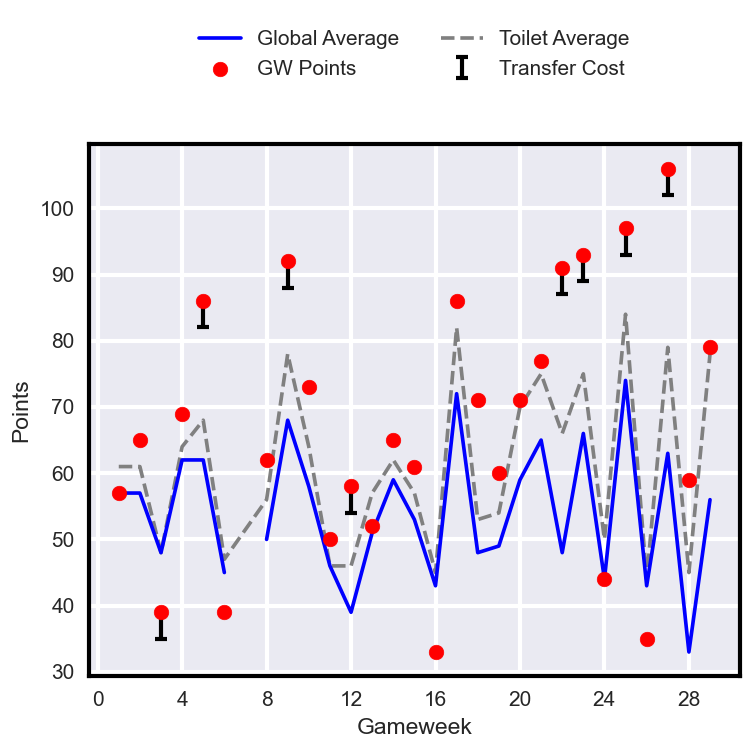 Global Average
GW Points
Toilet Average
Transfer Cost
100
90
80
70
60
50
40
30
Points
0 4 8 12 16 20 24 28
Gameweek